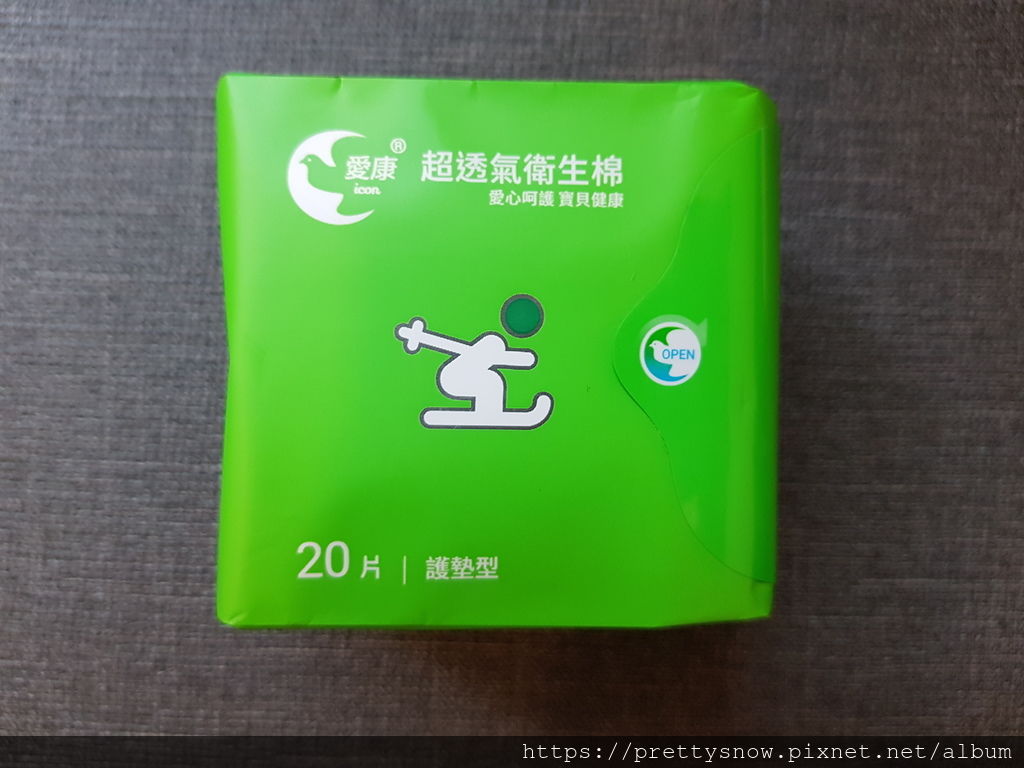 愛康®
icon
超透氣衛生棉
愛心呵護 寶貝健康
OPEN
20片 | 護墊型
https://prettysnow.pixnet.net/album